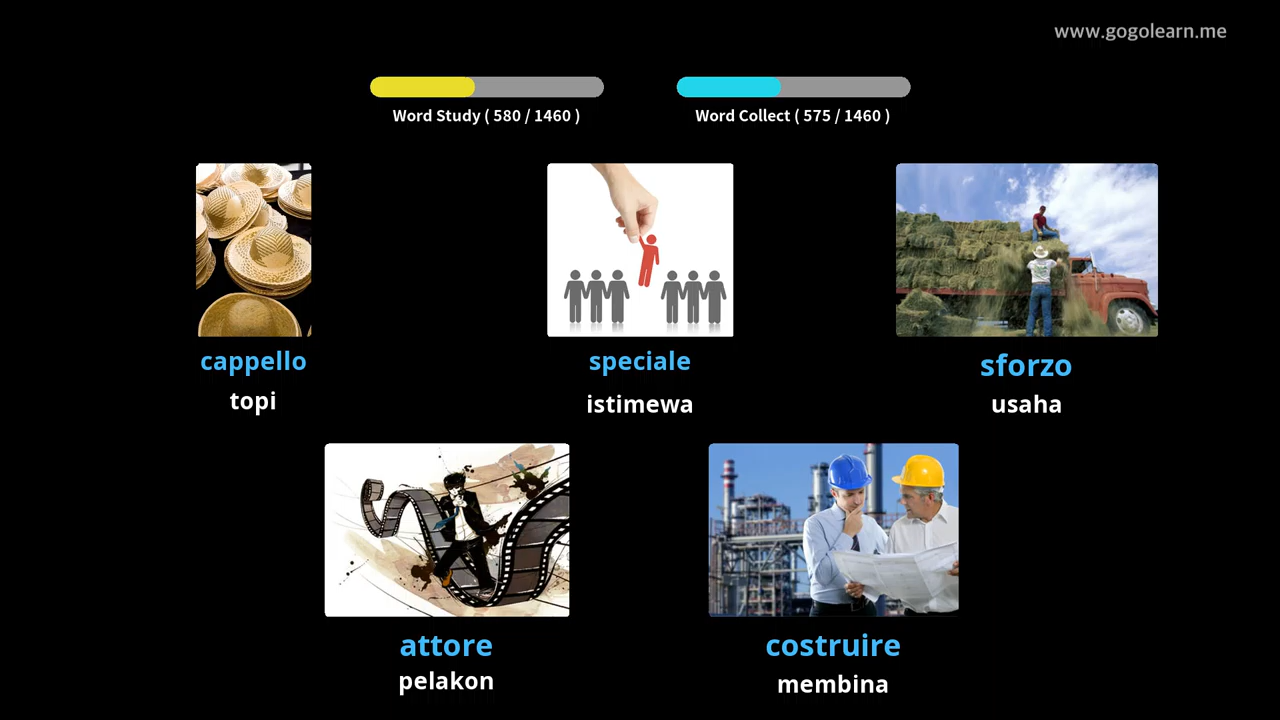 www.gogolearn.me
Word Study ( 580 / 1460 )
Word Collect ( 575 / 1460 )
cappello
topi
speciale
istimewa
sforzo
usaha
attore
pelakon
costruire
membina